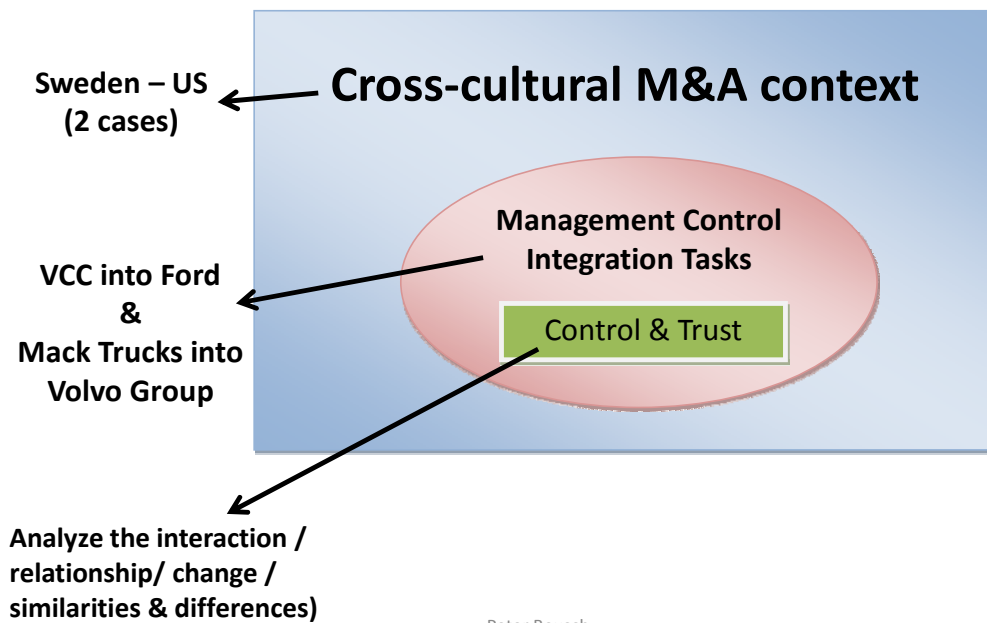 Cross-cultural M&A context
Sweden – US
(2 cases)
Management Control
Integration Tasks
Control & Trust
VCC into Ford
&
Mack Trucks into
Volvo Group
Analyze the interaction /
relationship/ change /
similarities & differences)